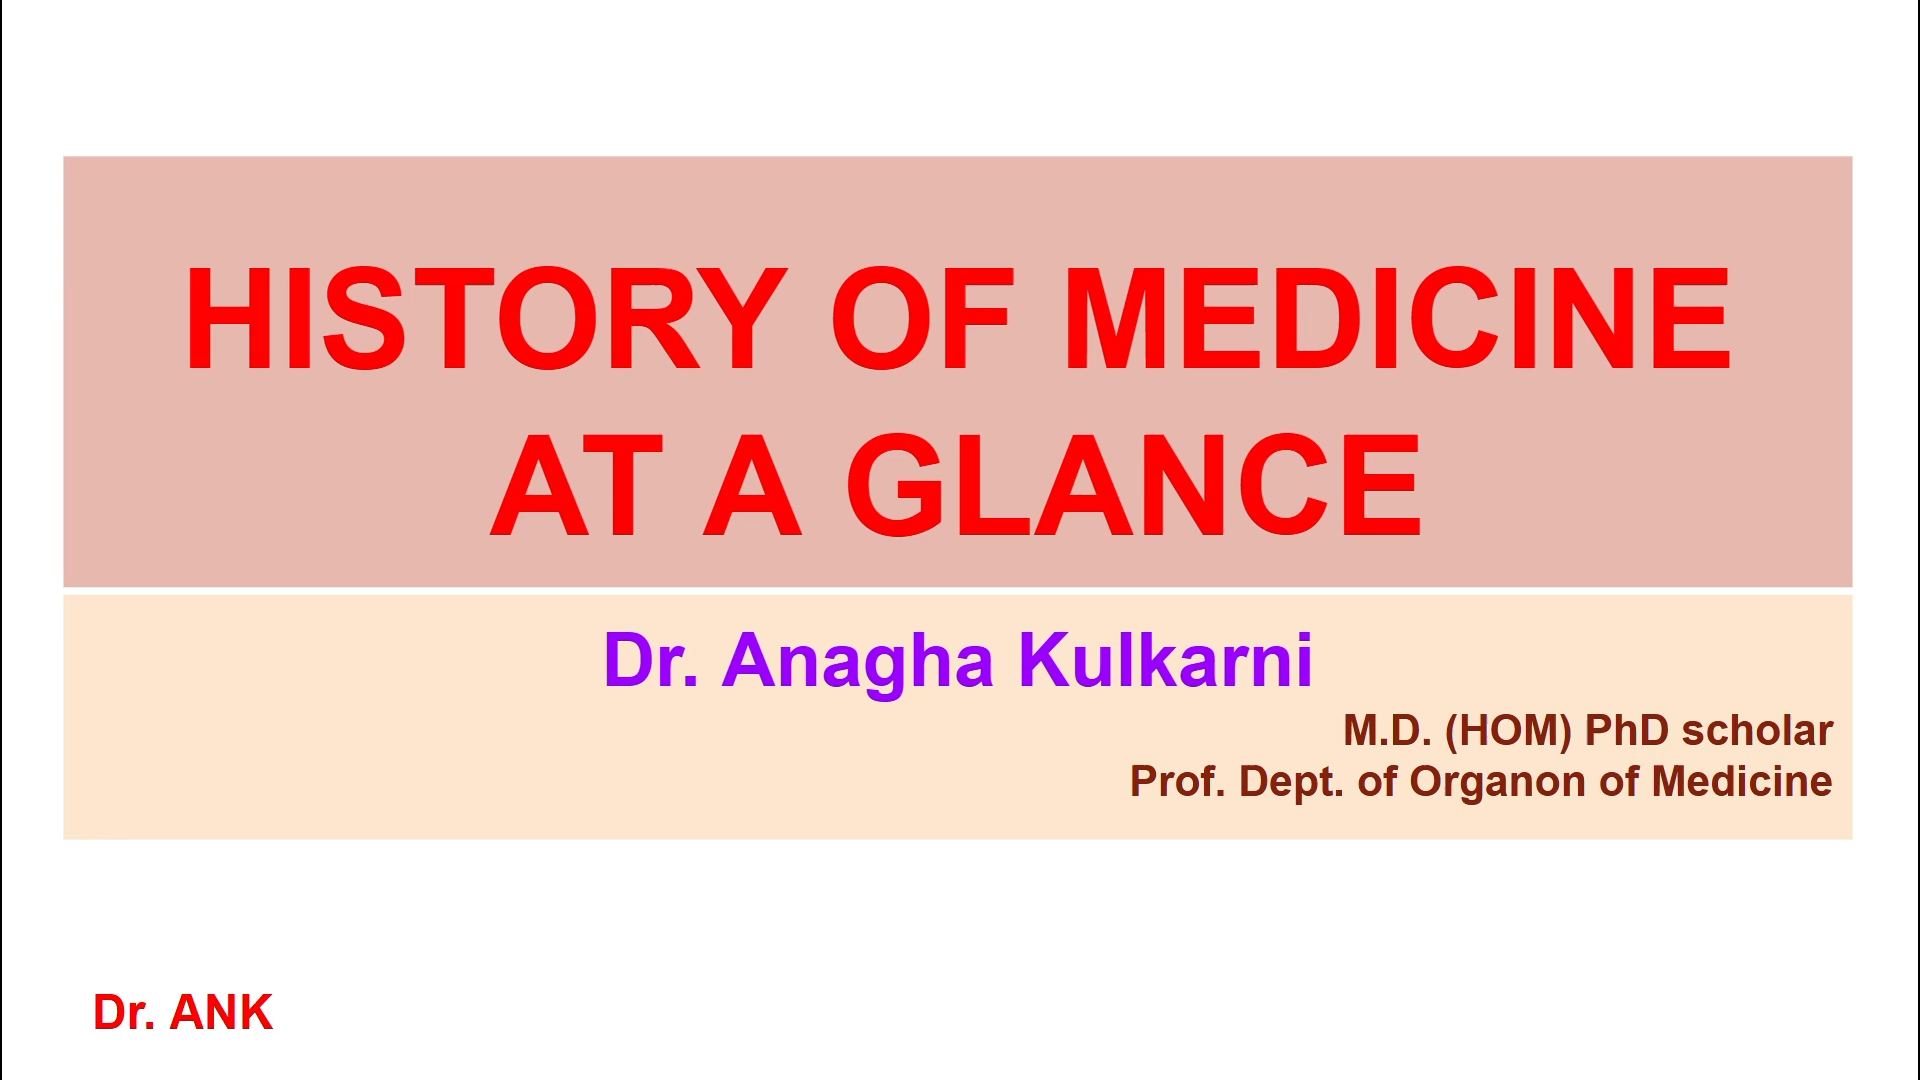 HISTORY OF MEDICINE
AT A GLANCE
Dr. Anagha Kulkarni
M.D. (HOM) PhD scholar
Prof. Dept. of Organon of Medicine
Dr. ANK